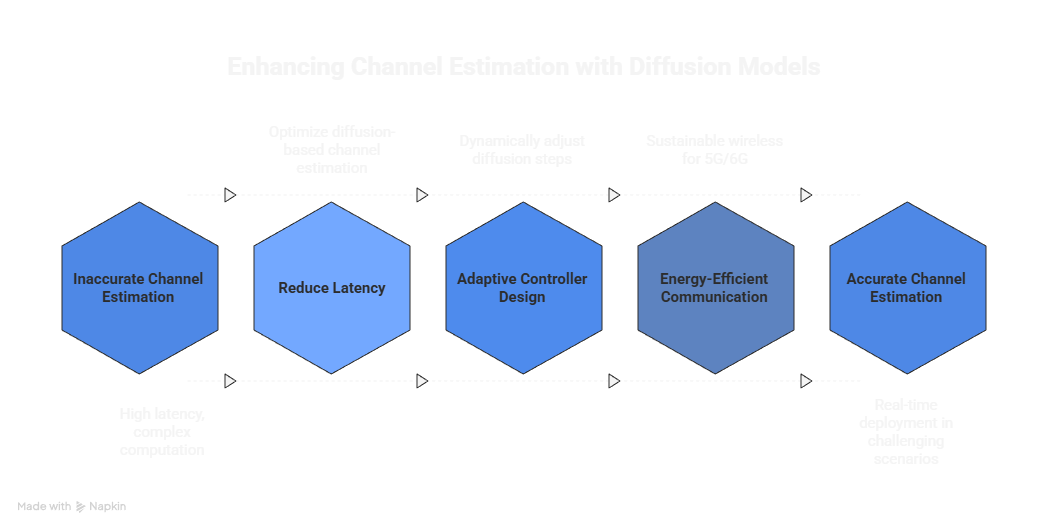 Enhancing Channel Estimation with Diffusion Models
Optimize diffusion-
based channel
estimation
Dynamically adjust
diffusion steps
Sustainable wireless
for 5G/6G
Inaccurate Channel
Estimation
Reduce Latency
Adaptive Controller
Design
Energy-Efficient
Communication
Accurate Channel
Estimation
High latency,
complex
computation
Real-time
deployment in
challenging
scenarios
Made with Napkin